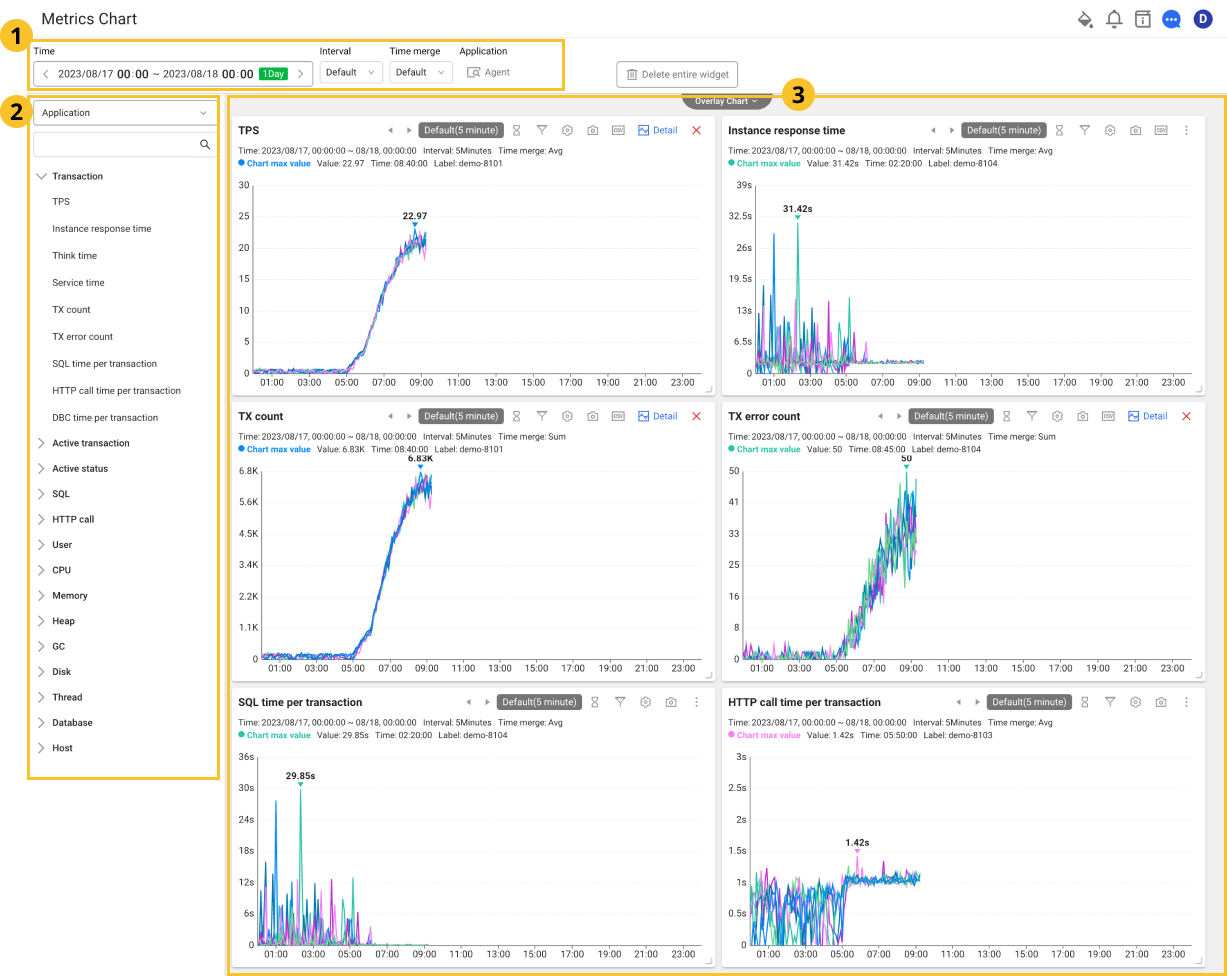 Metrics Chart
D
1
Time
Interval
Time merge
Application
2023/08/17 00:00 ~ 2023/08/18 00:00 1Day
Default
Default
Agent
Delete entire widget
2
Application
Transaction
TPS
Instance response time
Think time
Service time
TX count
TX error count
SQL time per transaction
HTTP call time per transaction
DBC time per transaction
Active transaction
Active status
SQL
HTTP call
User
CPU
Memory
Heap
GC
Disk
Thread
Database
Host
3
Overlay Chart
TPS
Default(5 minute)
CSV
Detail
Time: 2023/08/17, 00:00:00 ~ 08/18, 00:00:00 Interval: 5Minutes Time merge: Avg
Chart max value Value: 22.97 Time: 08:40:00 Label: demo-8101
30
25
20
15
10
5
0
22.97
01:00 03:00 05:00 07:00 09:00 11:00 13:00 15:00 17:00 19:00 21:00 23:00
Instance response time
Default(5 minute)
CSV
Time: 2023/08/17, 00:00:00 ~ 08/18, 00:00:00 Interval: 5Minutes Time merge: Avg
Chart max value Value: 31.42s Time: 02:20:00 Label: demo-8104
39s
32.5s
26s
19.5s
13s
6.5s
0
31.42s
01:00 03:00 05:00 07:00 09:00 11:00 13:00 15:00 17:00 19:00 21:00 23:00
TX count
Default(5 minute)
CSV
Detail
Time: 2023/08/17, 00:00:00 ~ 08/18, 00:00:00 Interval: 5Minutes Time merge: Sum
Chart max value Value: 6.83K Time: 08:40:00 Label: demo-8101
6.83K
6.8K
5.6K
4.5K
3.4K
2.2K
1.1K
0
01:00 03:00 05:00 07:00 09:00 11:00 13:00 15:00 17:00 19:00 21:00 23:00
TX error count
Default(5 minute)
CSV
Detail
Time: 2023/08/17, 00:00:00 ~ 08/18, 00:00:00 Interval: 5Minutes Time merge: Sum
Chart max value Value: 50 Time: 08:45:00 Label: demo-8104
50
50
41
33
25
16
8
0
01:00 03:00 05:00 07:00 09:00 11:00 13:00 15:00 17:00 19:00 21:00 23:00
SQL time per transaction
Default(5 minute)
Time: 2023/08/17, 00:00:00 ~ 08/18, 00:00:00 Interval: 5Minutes Time merge: Avg
Chart max value Value: 29.85s Time: 02:20:00 Label: demo-8104
36s
30s
24s
18s
12s
6s
0
29.85s
01:00 03:00 05:00 07:00 09:00 11:00 13:00 15:00 17:00 19:00 21:00 23:00
HTTP call time per transaction
Default(5 minute)
Time: 2023/08/17, 00:00:00 ~ 08/18, 00:00:00 Interval: 5Minutes Time merge: Avg
Chart max value Value: 1.42s Time: 05:50:00 Label: demo-8103
3s
2.5s
2s
1.5s
1s
0.5s
0
1.42s
01:00 03:00 05:00 07:00 09:00 11:00 13:00 15:00 17:00 19:00 21:00 23:00